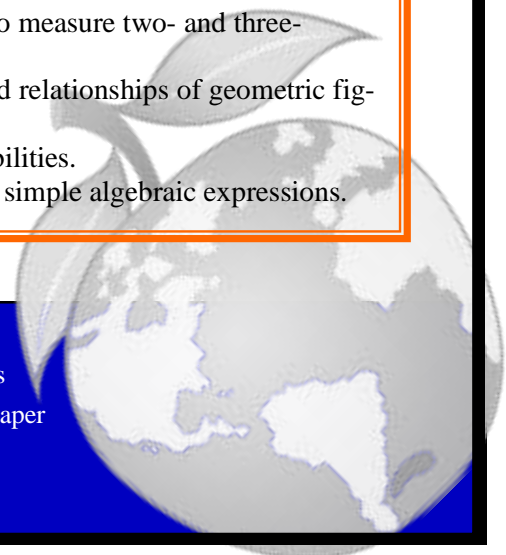 o measure two- and three-
d relationships of geometric fig-
bilities.
simple algebraic expressions.
s
aper